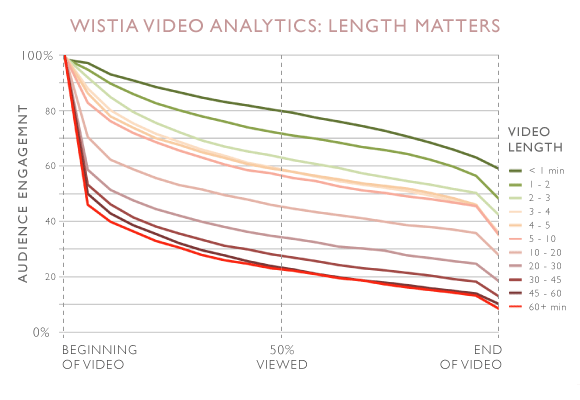 WISTIA VIDEO ANALYTICS: LENGTH MATTERS
100%
80
60
40
20
0%
AUDIENCE ENGAGEMNT
BEGINNING
OF VIDEO
50%
VIEWED
END
OF VIDEO
VIDEO
LENGTH
< 1 min
1 - 2
2 - 3
3 - 4
4 - 5
5 - 10
10 - 20
20 - 30
30 - 45
45 - 60
60+ min